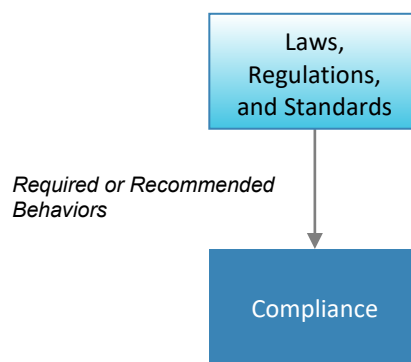 Laws,
Regulations,
and Standards
Required or Recommended
Behaviors
Compliance